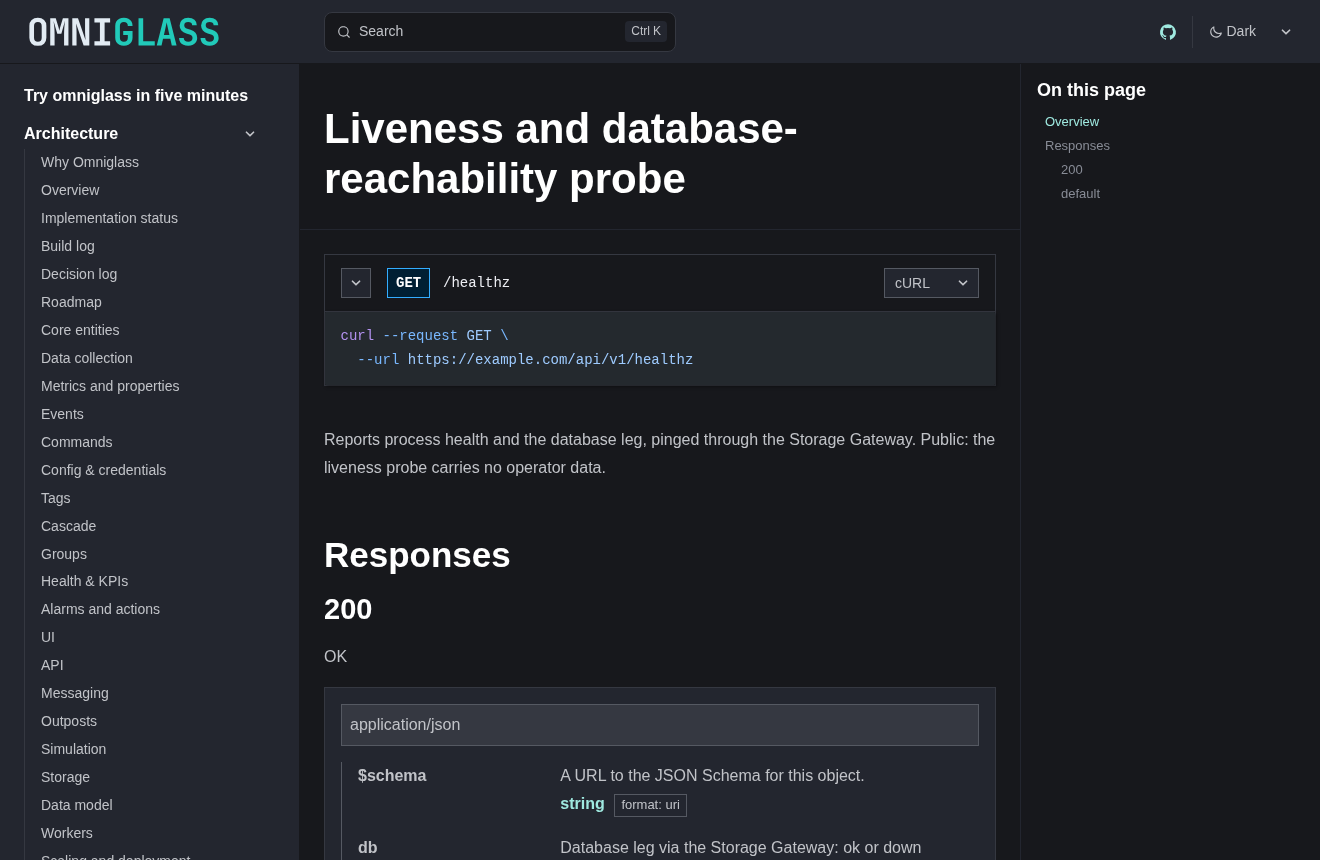 OMNIGLASS
Search
Ctrl K
Dark
Try omniglass in five minutes
Architecture
Why Omniglass
Overview
Implementation status
Build log
Decision log
Roadmap
Core entities
Data collection
Metrics and properties
Events
Commands
Config & credentials
Tags
Cascade
Groups
Health & KPIs
Alarms and actions
UI
API
Messaging
Outposts
Simulation
Storage
Data model
Workers
Scaling and deployment
Liveness and database-
reachability probe
GET /healthz
cURL
curl --request GET \
--url https://example.com/api/v1/healthz
Reports process health and the database leg, pinged through the Storage Gateway. Public: the
liveness probe carries no operator data.
Responses
200
OK
application/json
$schema
A URL to the JSON Schema for this object.
string format: uri
db
Database leg via the Storage Gateway: ok or down
On this page
Overview
Responses
200
default